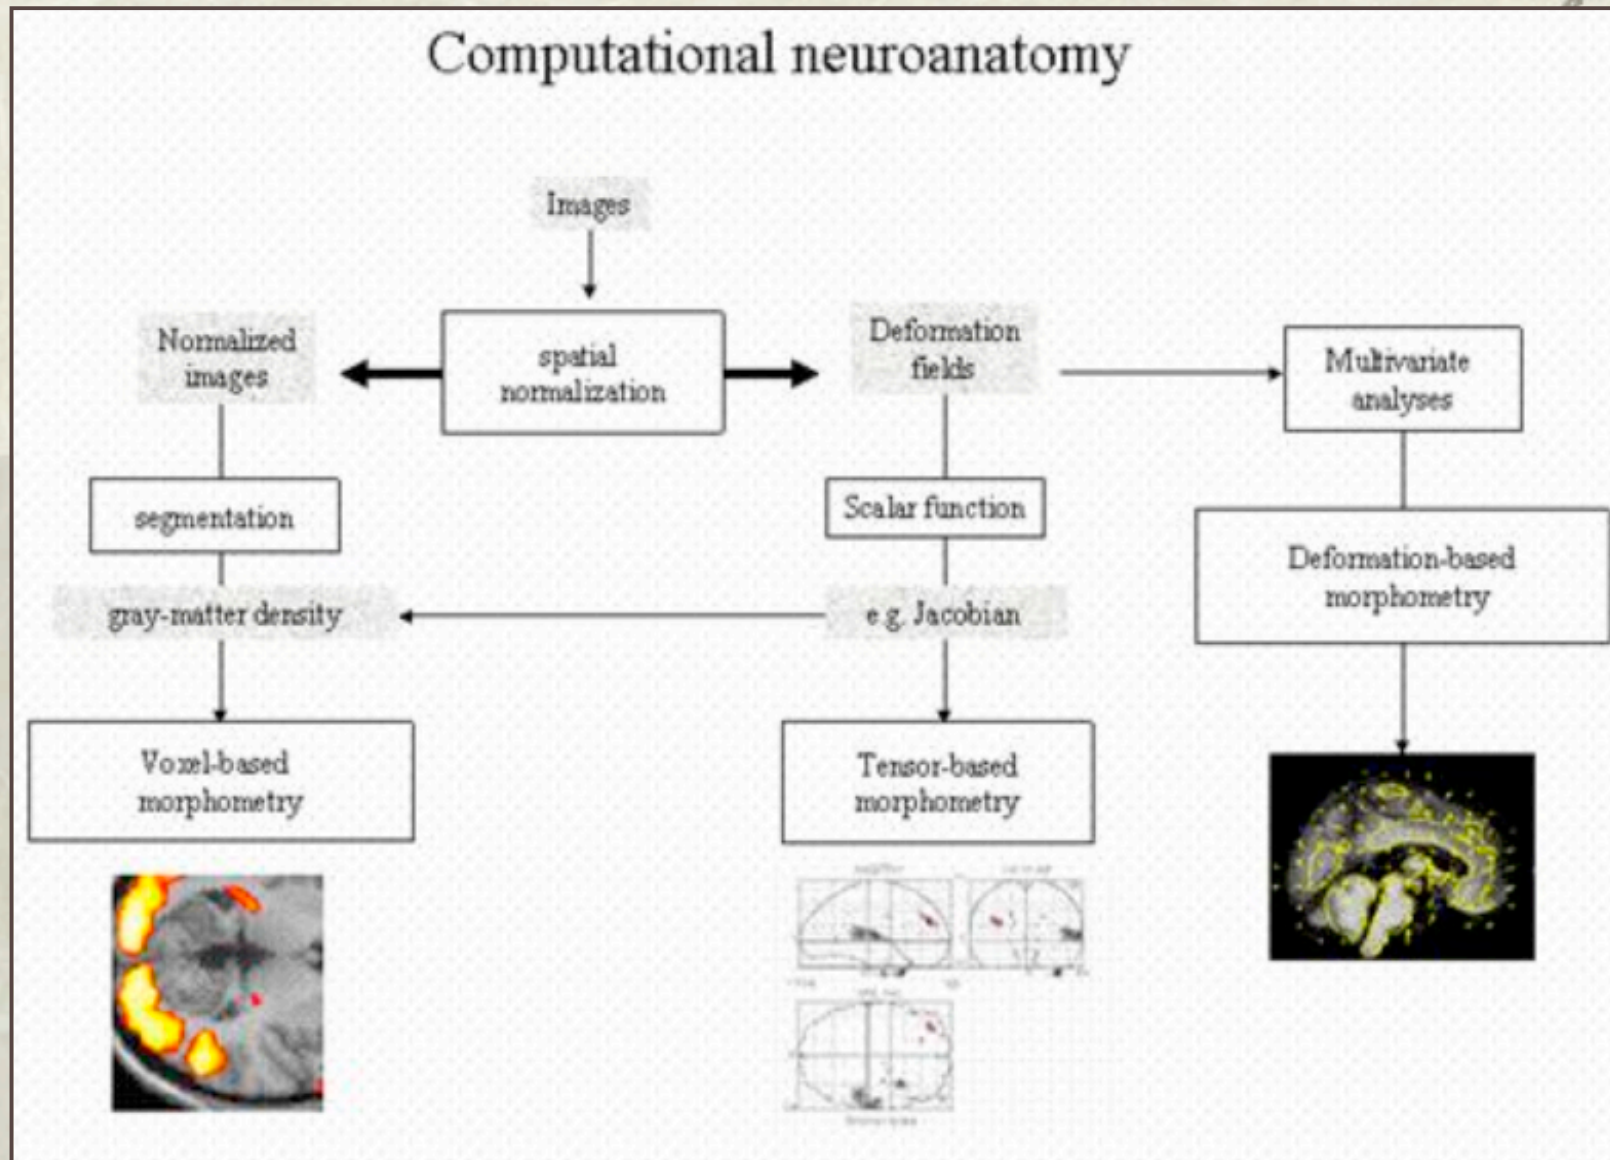 Computational neuroanatomy
Images
Normalized
images
spatial
normalization
Deformation
fields
Multivariate
analyses
segmentation
Scalar function
Deformation-based
morphometry
gray-matter density
e.g. Jacobian
Voxel-based
morphometry
Tensor-based
morphometry